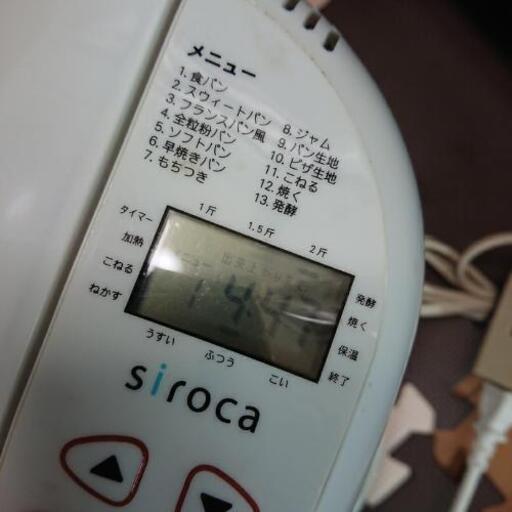 メニュー
1. 食パン
2. スウィートパン
3. フランスパン風
4. 全粒粉パン
5. ソフトパン
6. 早焼きパン
7. もちつき
8. ジャム
9. パン生地
10. ピザ生地
11. こねる
12. 焼く
13. 発酵
1斤
1.5斤
2斤
タイマー
加熱
こねる
ねかす
メニュー
発酵
焼く
保温
終了
うすい
ふつう
こい
siroca